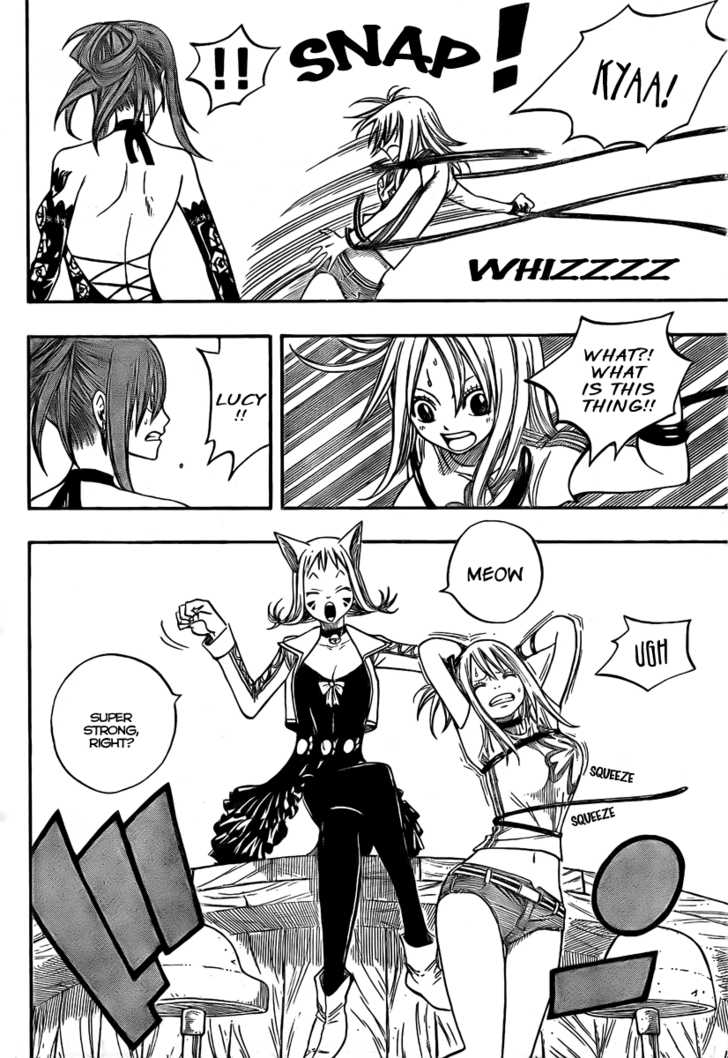 !!
SNAP!
KYAA!
WHIZZZZ
LUCY
!!
WHAT?!
WHAT
IS THIS
THING!!
MEOW
UGH
SUPER
STRONG,
RIGHT?
SQUEEZE
SQUEEZE